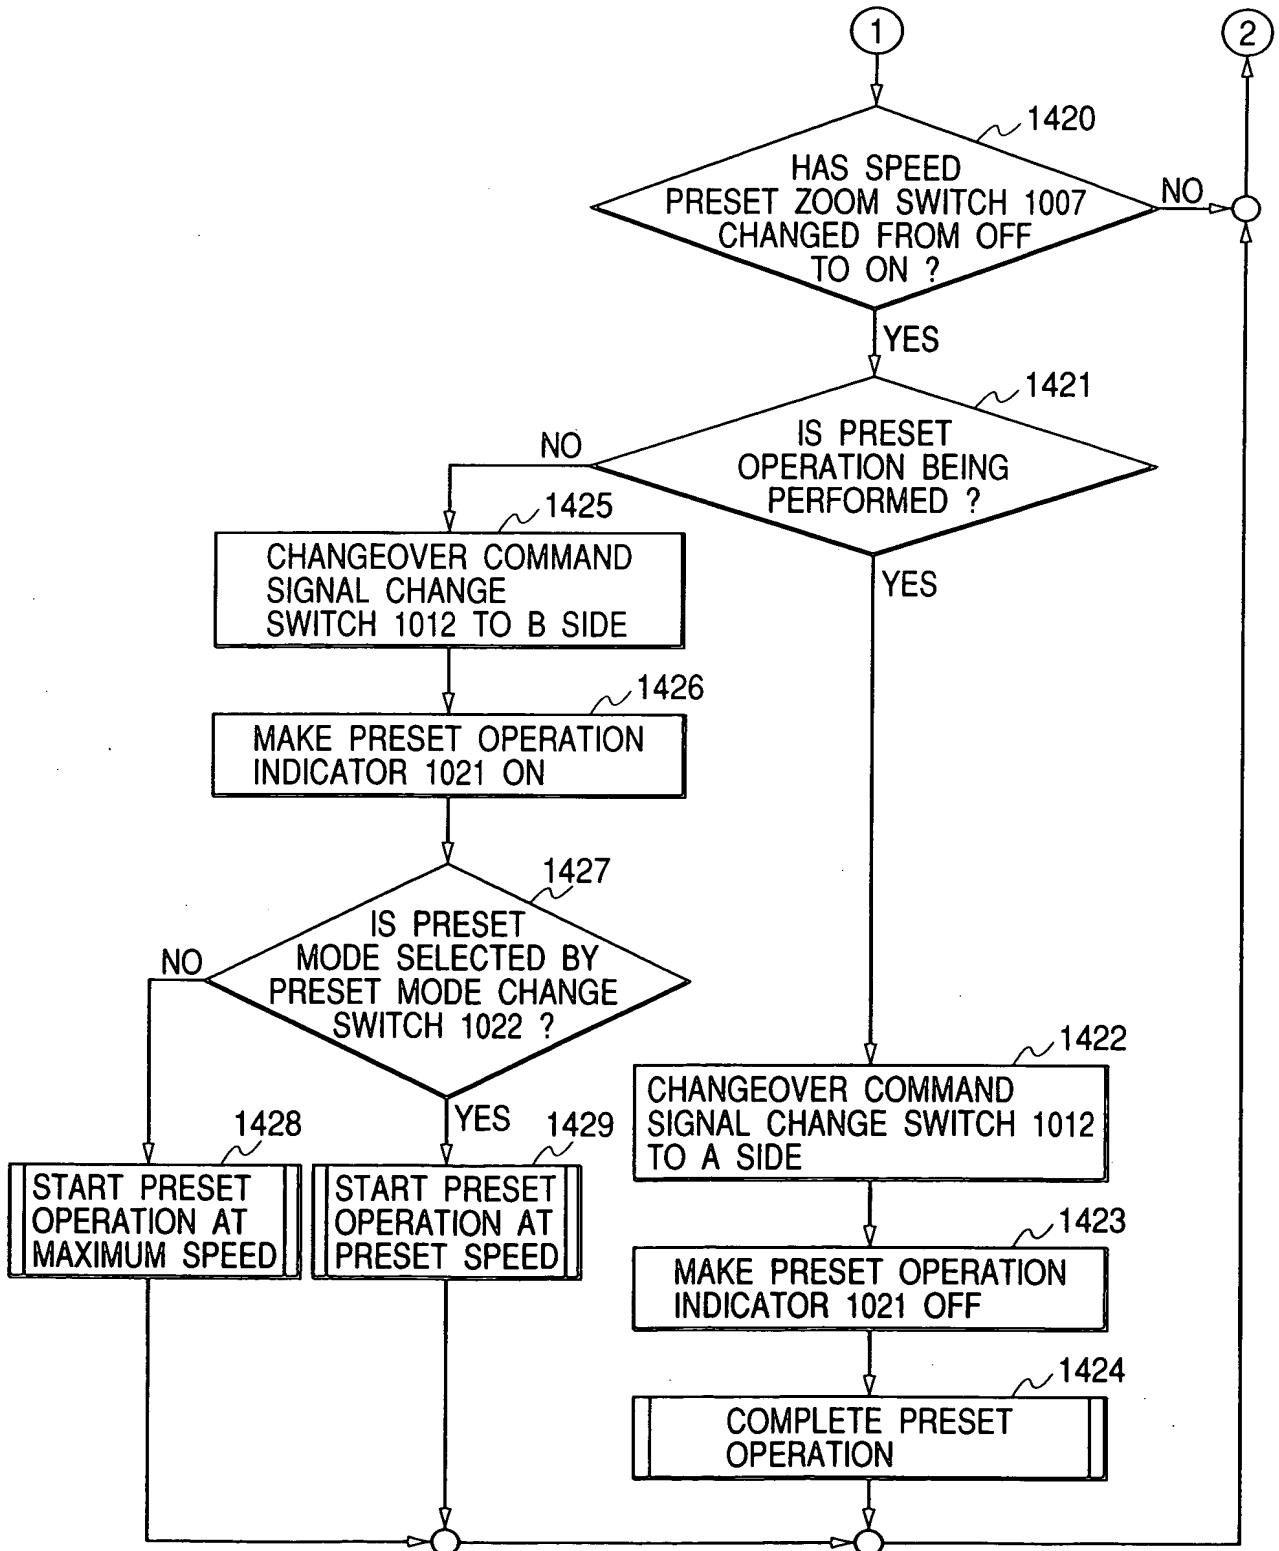 1
2
1420
HAS SPEED
PRESET ZOOM SWITCH 1007
CHANGED FROM OFF
TO ON ?
NO
YES
1421
IS PRESET
OPERATION BEING
PERFORMED ?
NO
YES
1425
CHANGEOVER COMMAND
SIGNAL CHANGE
SWITCH 1012 TO B SIDE
1426
MAKE PRESET OPERATION
INDICATOR 1021 ON
1427
IS PRESET
MODE SELECTED BY
PRESET MODE CHANGE
SWITCH 1022 ?
NO
YES
1428
START PRESET
OPERATION AT
MAXIMUM SPEED
1429
START PRESET
OPERATION AT
PRESET SPEED
1422
CHANGEOVER COMMAND
SIGNAL CHANGE SWITCH 1012
TO A SIDE
1423
MAKE PRESET OPERATION
INDICATOR 1021 OFF
1424
COMPLETE PRESET
OPERATION